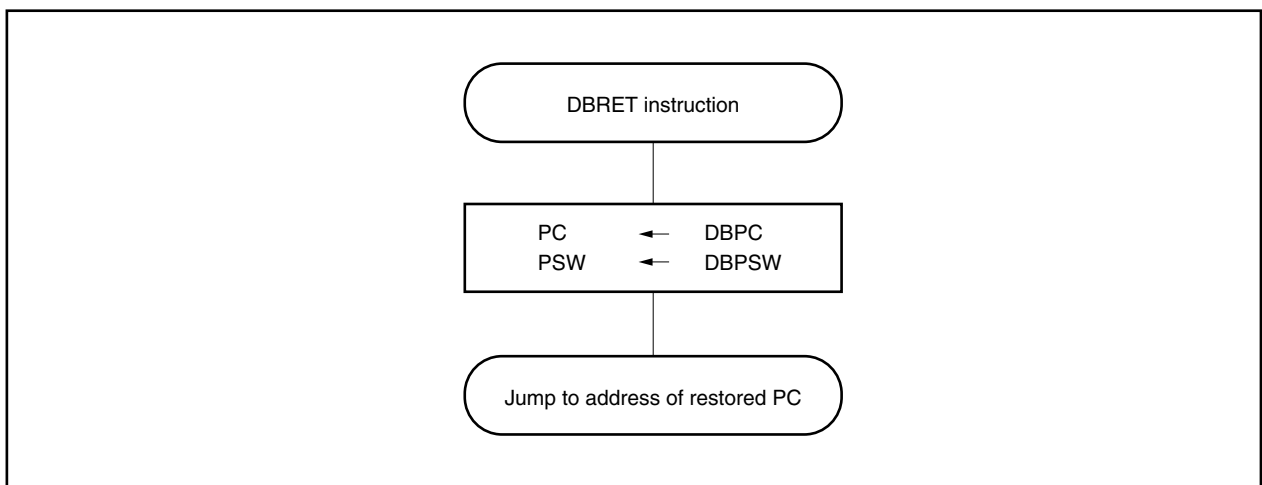 DBRET instruction
PC ← DBPC
PSW ← DBPSW
Jump to address of restored PC